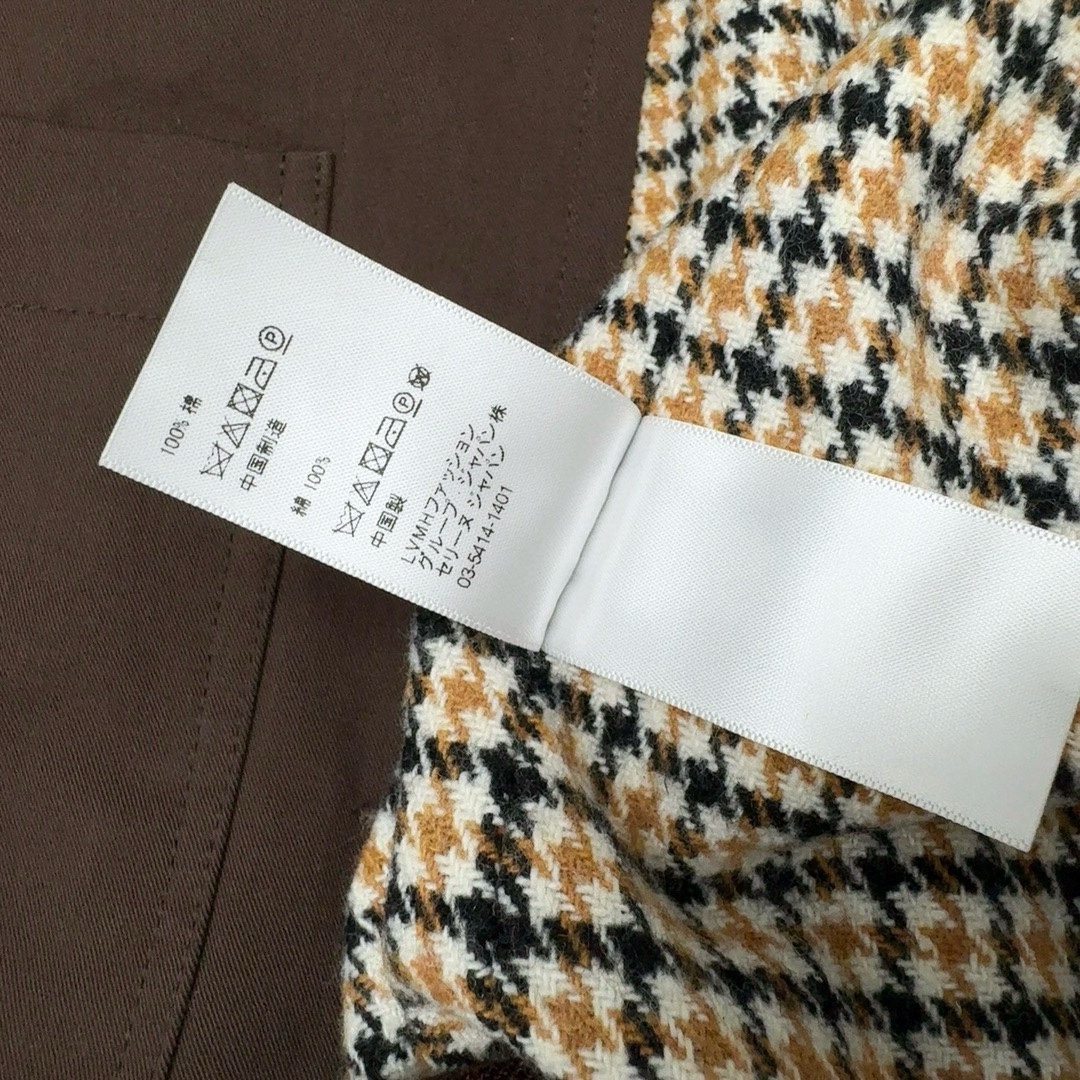 100% 棉
中国制造
綿 100%
中国製
LVMHファッション
グループ ジャパン
セリーヌ ジャパン株
03-5414-1401